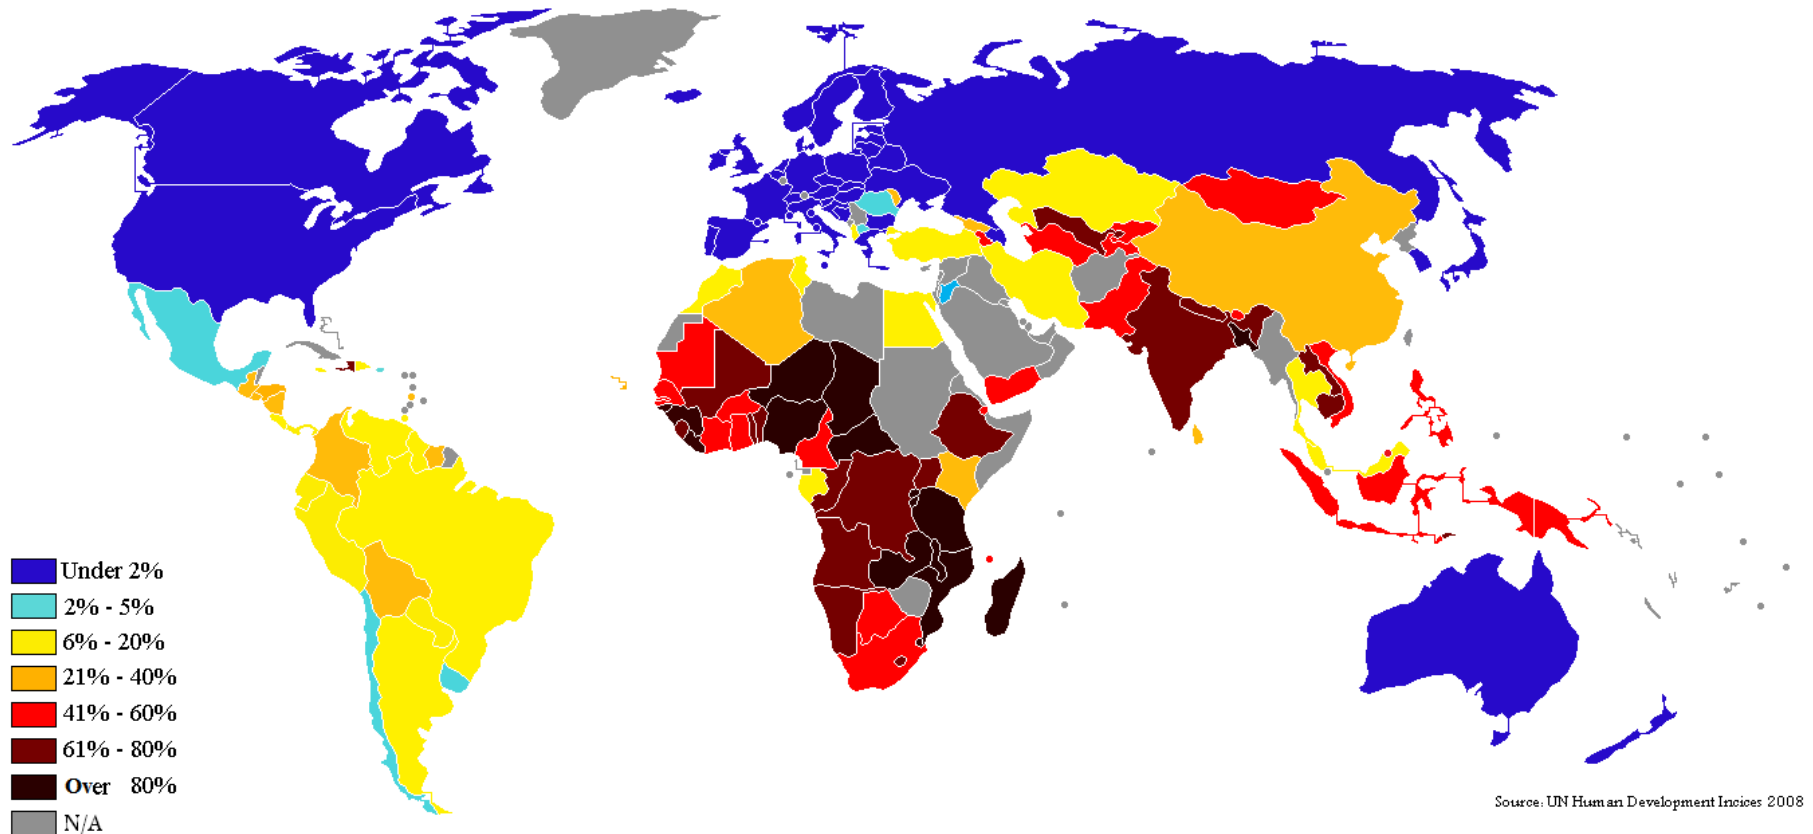 Under 2%
2% - 5%
6% - 20%
21% - 40%
41% - 60%
61% - 80%
Over 80%
N/A
Source: UN Human Development Incices 2008